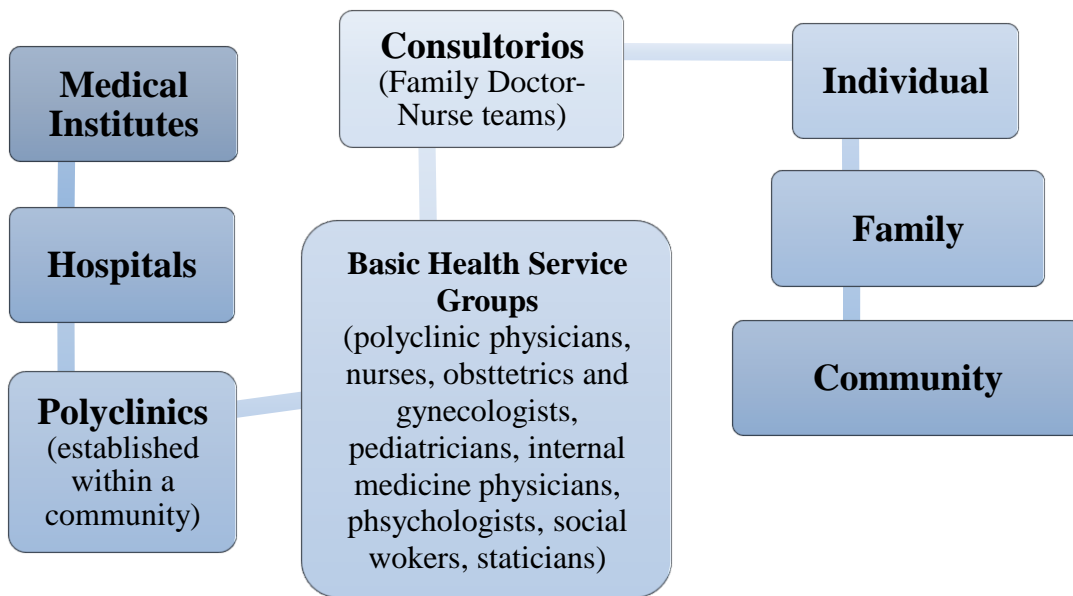 Medical
Institutes
Hospitals
Polyclinics
(established
within a
community)
Basic Health Service
Groups
(polyclinic physicians,
nurses, obsttetrics and
gynecologists,
pediatricians, internal
medicine physicians,
phsychologists, social
wokers, staticians)
Consultorios
(Family Doctor-
Nurse teams)
Individual
Family
Community